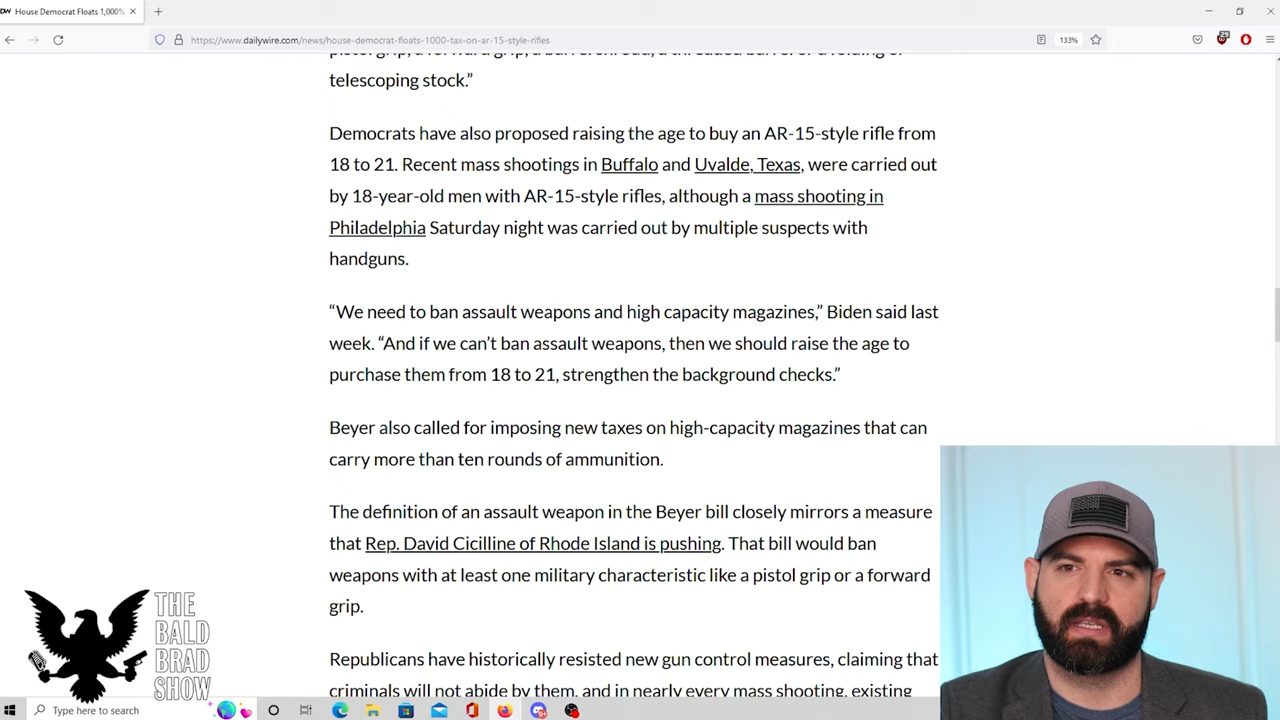 House Democrat Floats 1,000%
https://www.dailywire.com/news/house-democrat-floats-1000-tax-on-ar-15-style-rifles
133%
pistol grip, a forward grip, a barrel shroud, a threaded barrel or a folding or
telescoping stock.”
Democrats have also proposed raising the age to buy an AR-15-style rifle from
18 to 21. Recent mass shootings in Buffalo and Uvalde, Texas, were carried out
by 18-year-old men with AR-15-style rifles, although a mass shooting in
Philadelphia Saturday night was carried out by multiple suspects with
handguns.
“We need to ban assault weapons and high capacity magazines,” Biden said last
week. “And if we can’t ban assault weapons, then we should raise the age to
purchase them from 18 to 21, strengthen the background checks.”
Beyer also called for imposing new taxes on high-capacity magazines that can
carry more than ten rounds of ammunition.
The definition of an assault weapon in the Beyer bill closely mirrors a measure
that Rep. David Cicilline of Rhode Island is pushing. That bill would ban
weapons with at least one military characteristic like a pistol grip or a forward
grip.
Republicans have historically resisted new gun control measures, claiming that
criminals will not abide by them, and in nearly every mass shooting, existing
THE
BALD
BRAD
SHOW
Type here to search